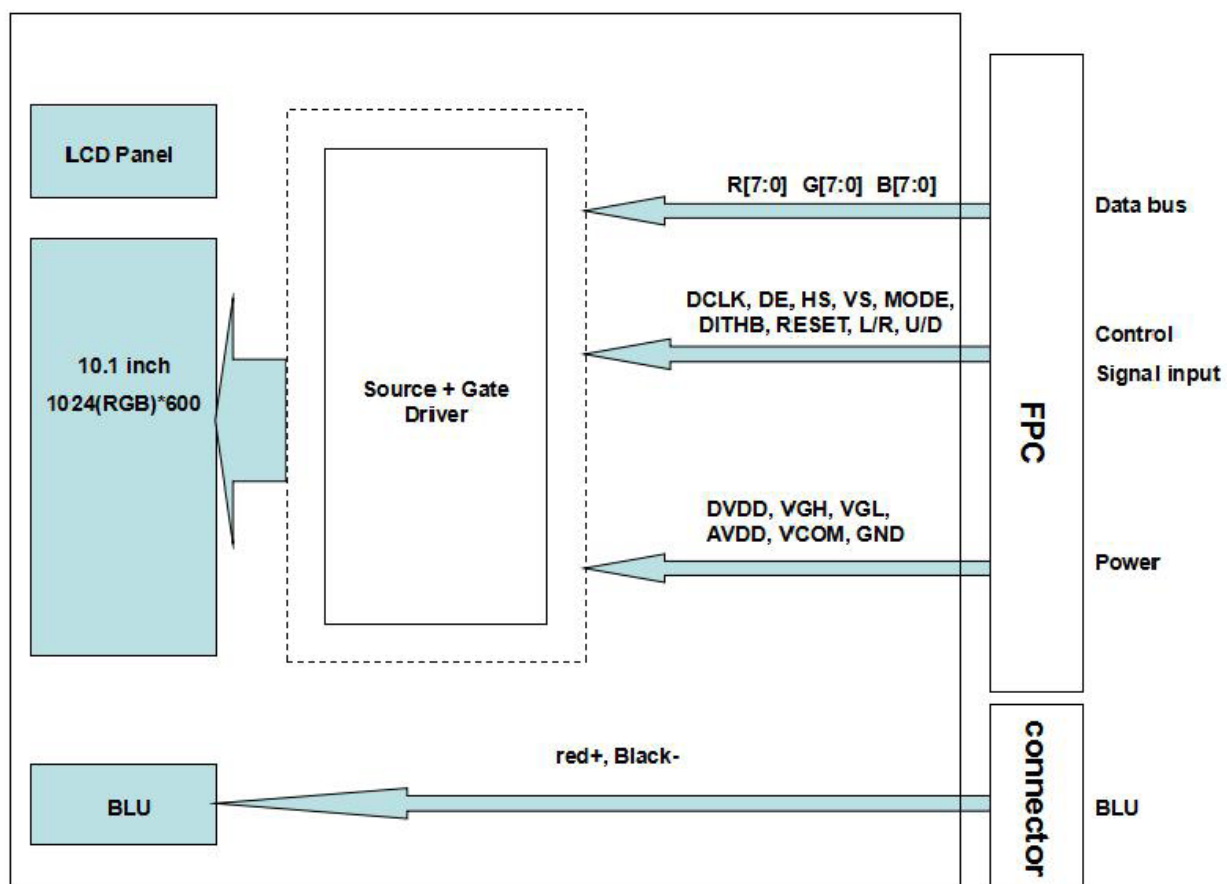 LCD Panel
R[7:0] G[7:0] B[7:0]
Data bus
DCLK, DE, HS, VS, MODE,
DITHB, RESET, L/R, U/D
Control
Signal input
10.1 inch
1024(RGB)*600
Source + Gate
Driver
FPC
DVDD, VGH, VGL,
AVDD, VCOM, GND
Power
red+, Black-
BLU
connector
BLU